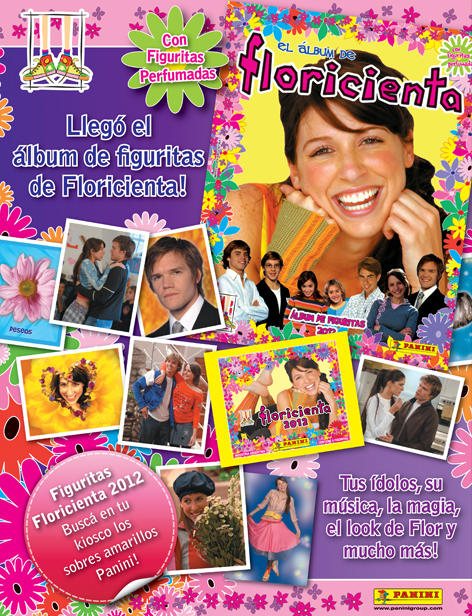 Con
Figuritas
Perfumadas
EL ÁLBUM DE
floricienta
Llegó el
álbum de figuritas
de Floricienta!
ÁLBUM DE FIGURITAS
2012
PANINI
deseos
floricienta
2012
PANINI
Figuritas
Floricienta 2012
Buscá en tu
kiosco los
sobres amarillos
Panini!
Tus ídolos, su
música, la magia,
el look de Flor y
mucho más!
PANINI
www.paninigroup.com